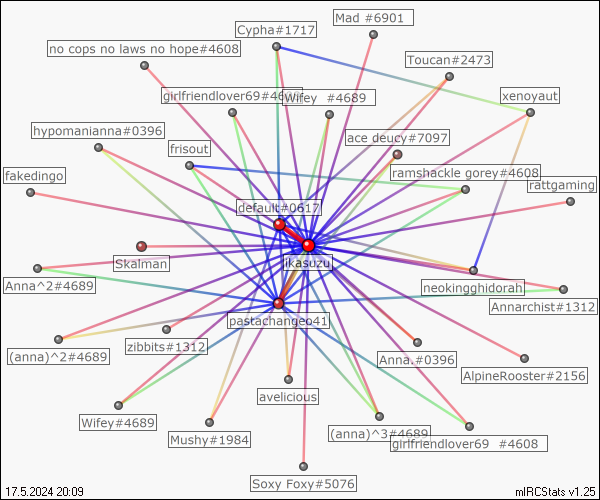 Mad #6901
Cypha#1717
no cops no laws no hope#4608
Toucan#2473
girlfriendlover69
Wifey #4689
xenoyaut
hypomanianna#0396
ace deucy#7097
frisout
ramshackle gorey#4608
fakedingo
rattgaming
default#0617
Skalman
ikasuzu
Anna^2#4689
neokingghidorah
Annarchist#1312
pastachangeo41
zibbits#1312
(anna)^2#4689
Anna.#0396
AlpineRooster#2156
avelicious
Wifey#4689
(anna)^3#4689
Mushy#1984
girlfriendlover69 #4608
Soxy Foxy#5076
17.5.2024 20:09
mIRCStats v1.25